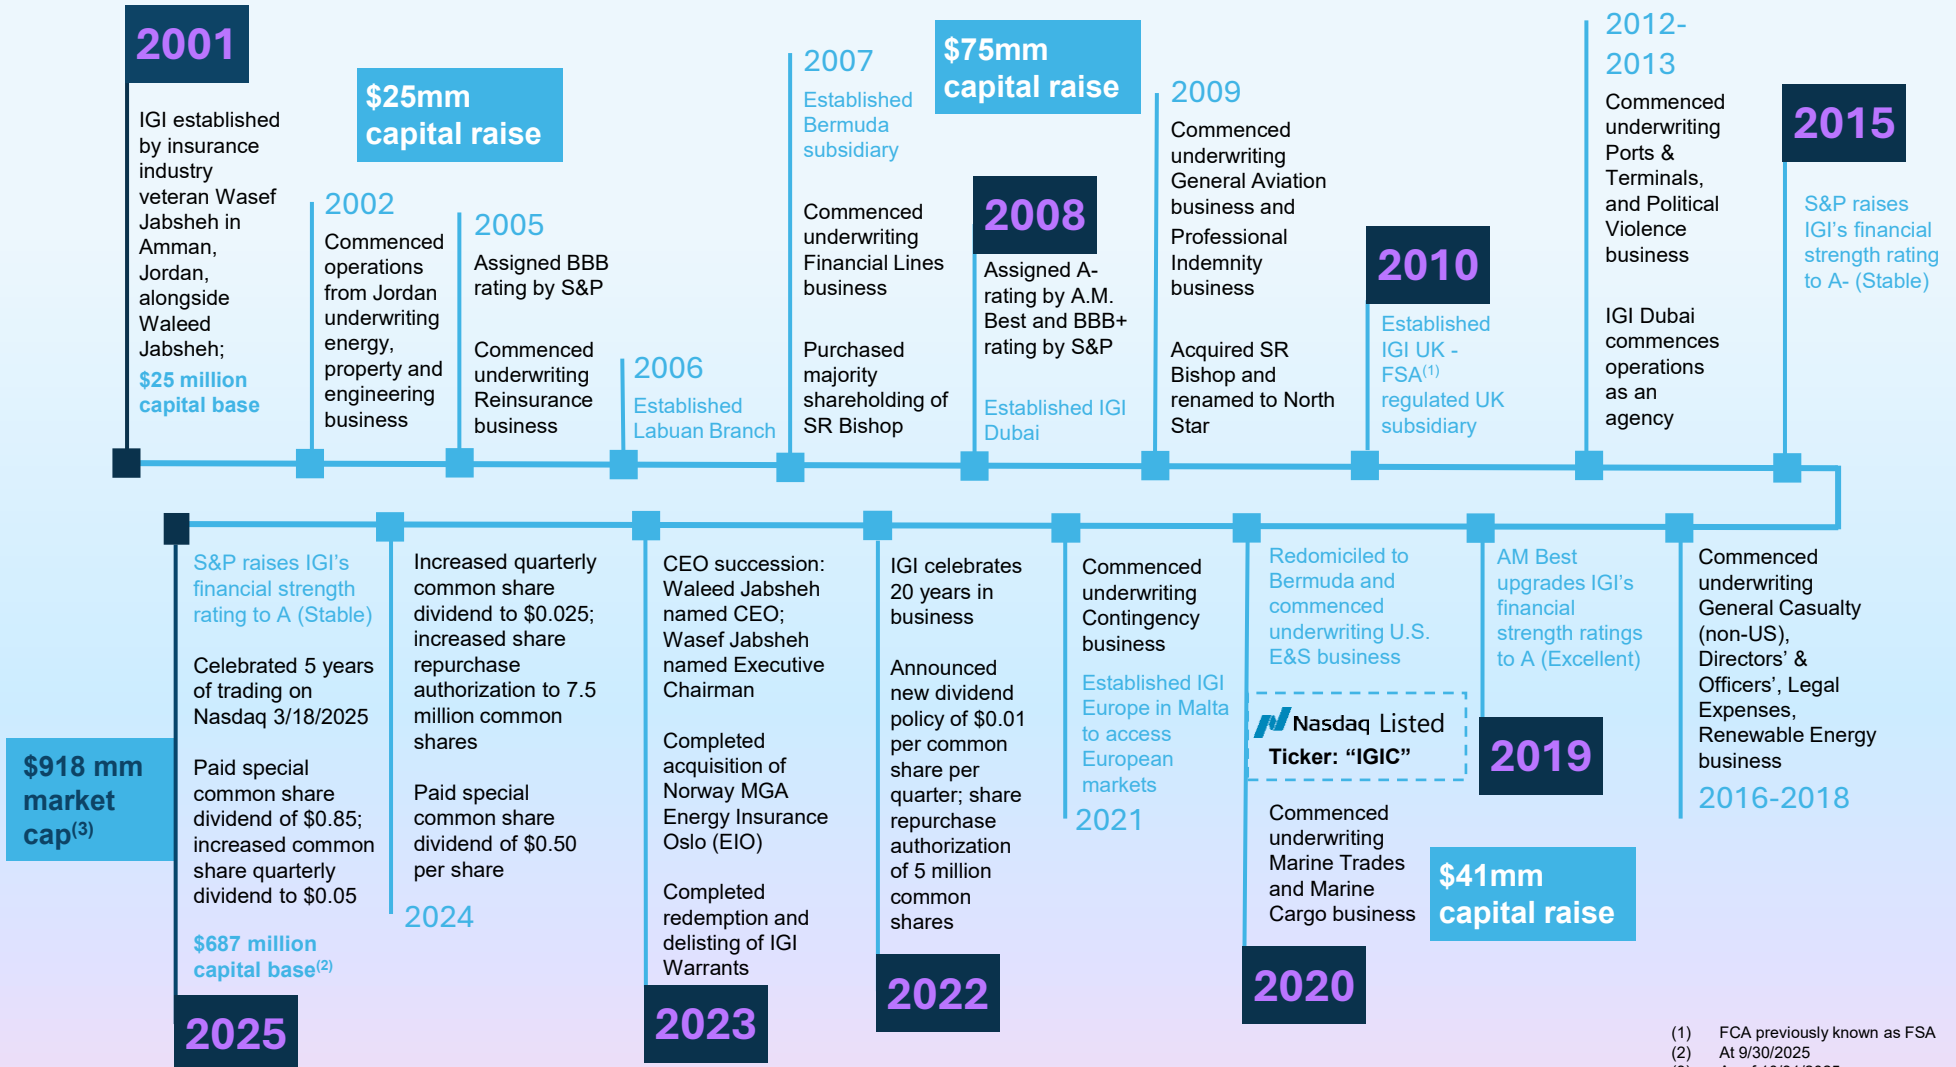 2001
IGI established
by insurance
industry
veteran Wasef
Jabsheh in
Amman,
Jordan,
alongside
Waleed
Jabsheh;
$25 million
capital base
$25mm
capital raise
2002
Commenced
operations
from Jordan
underwriting
energy,
property and
engineering
business
2005
Assigned BBB
rating by S&P
Commenced
underwriting
Reinsurance
business
2006
Established
Labuan Branch
2007
Established
Bermuda
subsidiary
Commenced
underwriting
Financial Lines
business
Purchased
majority
shareholding of
SR Bishop
$75mm
capital raise
2008
Assigned A-
rating by A.M.
Best and BBB+
rating by S&P
Established IGI
Dubai
2009
Commenced
underwriting
General Aviation
business and
Professional
Indemnity
business
Acquired SR
Bishop and
renamed to North
Star
2010
Established
IGI UK -
FSA(1)
regulated UK
subsidiary
2012-
2013
Commenced
underwriting
Ports &
Terminals,
and Political
Violence
business
IGI Dubai
commences
operations
as an
agency
2015
S&P raises
IGI's financial
strength rating
to A- (Stable)
S&P raises IGI's
financial strength
rating to A (Stable)
Celebrated 5 years
of trading on
Nasdaq 3/18/2025
Paid special
common share
dividend of $0.85;
increased common
share quarterly
dividend to $0.05
$687 million
capital base(2)
2025
$918 mm
market
cap(3)
Increased quarterly
common share
dividend to $0.025;
increased share
repurchase
authorization to 7.5
million common
shares
Paid special
common share
dividend of $0.50
per share
2024
CEO succession:
Waleed Jabsheh
named CEO;
Wasef Jabsheh
named Executive
Chairman
Completed
acquisition of
Norway MGA
Energy Insurance
Oslo (EIO)
Completed
redemption and
delisting of IGI
Warrants
2023
IGI celebrates
20 years in
business
Announced
new dividend
policy of $0.01
per common
share per
quarter; share
repurchase
authorization
of 5 million
common
shares
2022
Commenced
underwriting
Contingency
business
Established IGI
Europe in Malta
to access
European
markets
2021
Redomiciled to
Bermuda and
commenced
underwriting U.S.
E&S business
Nasdaq Listed
Ticker: “IGIC”
Commenced
underwriting
Marine Trades
and Marine
Cargo business
2020
$41mm
capital raise
AM Best
upgrades IGI's
financial
strength ratings
to A (Excellent)
2019
Commenced
underwriting
General Casualty
(non-US),
Directors' &
Officers', Legal
Expenses,
Renewable Energy
business
2016-2018
(1) FCA previously known as FSA
(2) At 9/30/2025